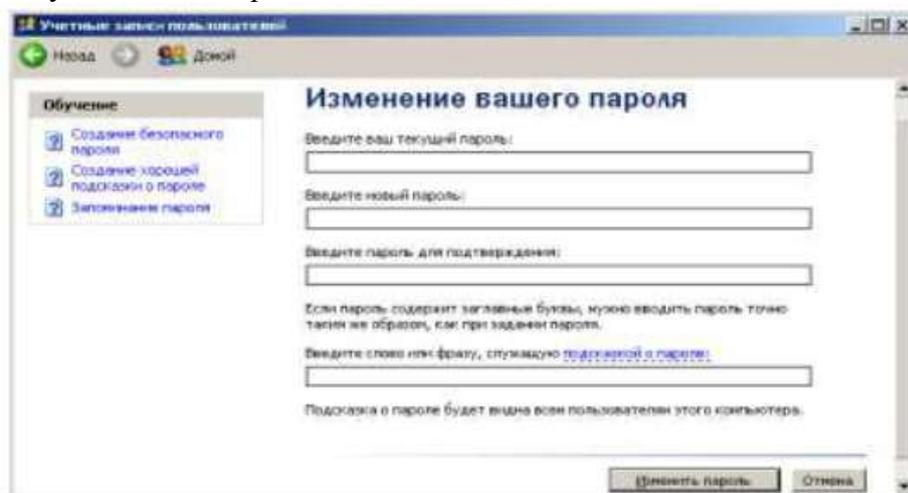 Учетные записи пользователей
Назад Домой
Обучение
Создание безопасного
пароля
Создание хорошей
подсказки о пароле
Запоминание пароля
Изменение вашего пароля
Введите ваш текущий пароль:
Введите новый пароль:
Введите пароль для подтверждения:
Если пароль содержит заглавные буквы, нужно вводить пароль точно
таким же образом, как при задании пароля.
Введите слово или фразу, служащую подсказкой о пароле:
Подсказка о пароле будет видна всем пользователям этого компьютера.
Изменить пароль Отмена